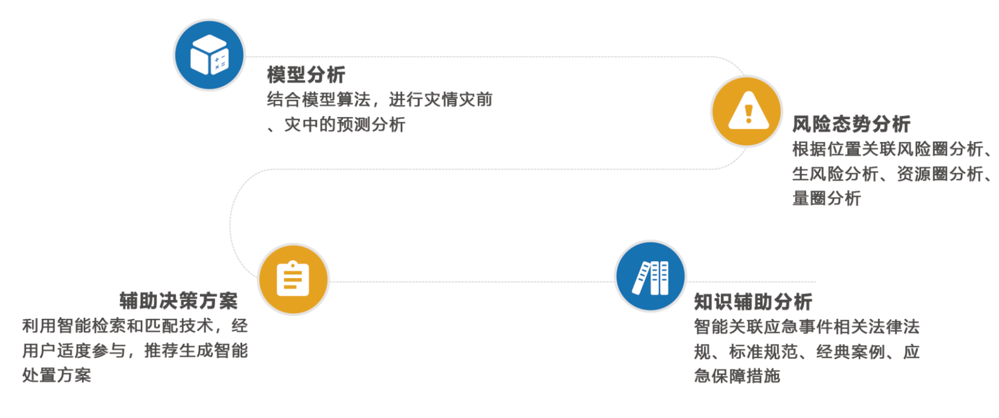 模型分析
结合模型算法，进行灾情灾前
、灾中的预测分析
风险态势分析
根据位置关联风险圈分析、
生风险分析、资源圈分析、
量圈分析
辅助决策方案
利用智能检索和匹配技术，经
用户适度参与，推荐生成智能
处置方案
知识辅助分析
智能关联应急事件相关法律法
规、标准规范、经典案例、应
急保障措施